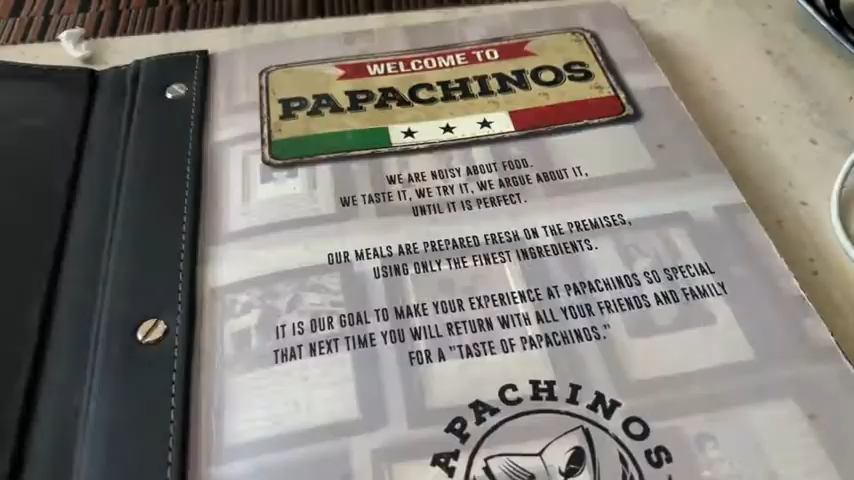 WELCOME TO
PAPACHINOS
WE ARE NOISY ABOUT FOOD.
WE TASTE IT, WE TRY IT, WE ARGUE ABOUT IT,
UNTIL IT IS PERFECT.
OUR MEALS ARE PREPARED FRESH ON THE PREMISES,
USING ONLY THE FINEST INGREDIENTS.
IT IS OUR GOAL TO MAKE YOUR EXPERIENCE AT PAPACHINOS SO SPECIAL
THAT NEXT TIME YOU WILL RETURN WITH ALL YOUR FRIENDS AND FAMILY
FOR A "TASTE OF PAPACHINOS."
APACHINOS